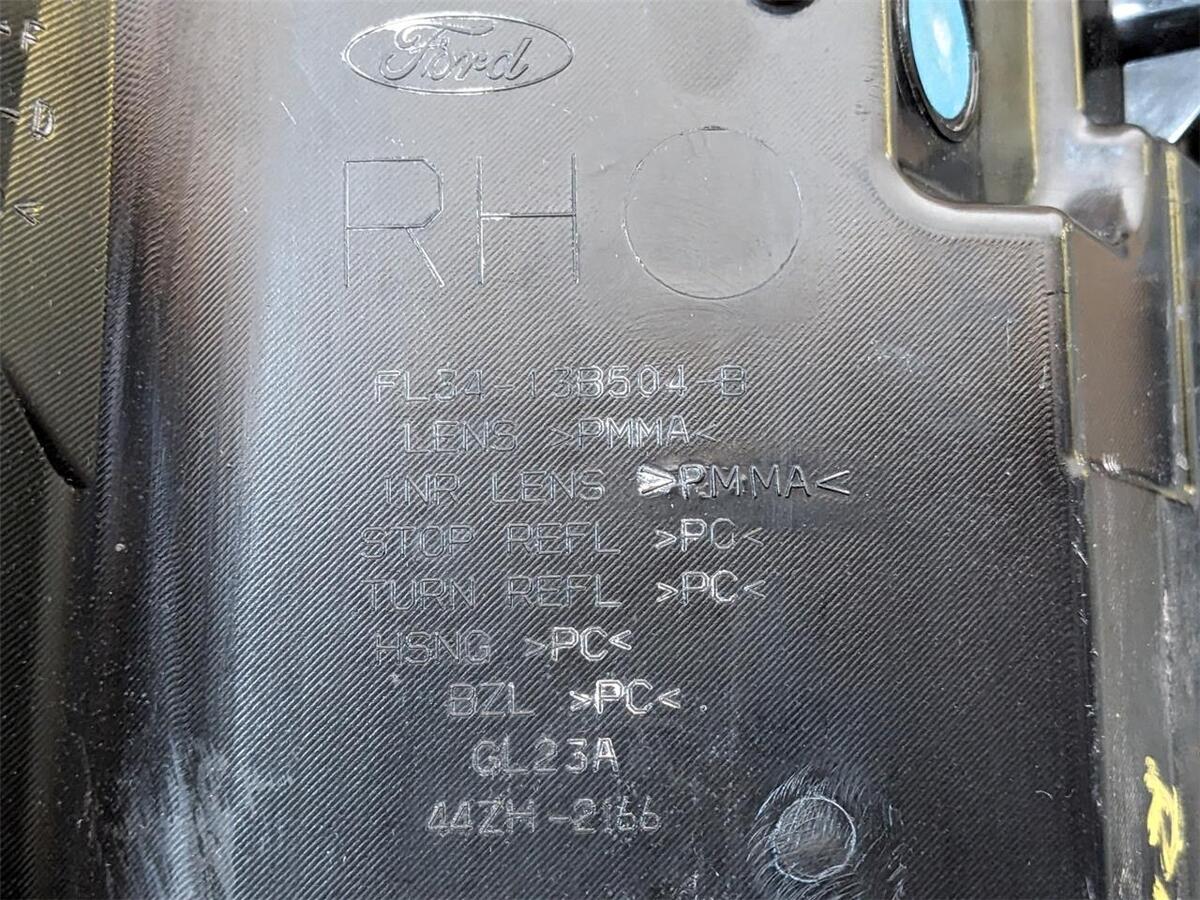 Ford
RH
FL34-13B504-B
LENS >PMMA<
INR LENS >PMMA<
STOP REFL >PC<
TURN REFL >PC<
HSNG >PC<
BZL >PC<
GL23A
44ZH-2166